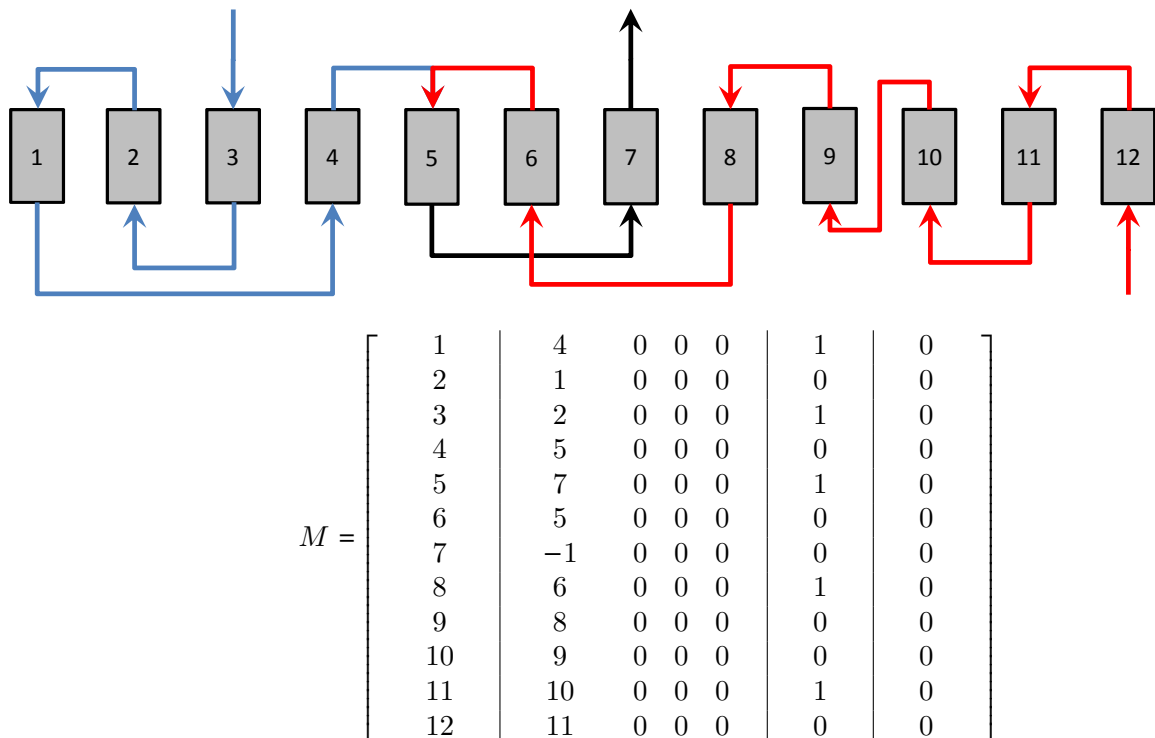 1 2 3 4 5 6 7 8 9 10 11 12
1 4 0 0 0 1 0
2 1 0 0 0 0 0
3 2 0 0 0 1 0
4 5 0 0 0 0 0
5 7 0 0 0 1 0
6 5 0 0 0 0 0
M = 7 −1 0 0 0 0 0
8 6 0 0 0 1 0
9 8 0 0 0 0 0
10 9 0 0 0 0 0
11 10 0 0 0 1 0
12 11 0 0 0 0 0